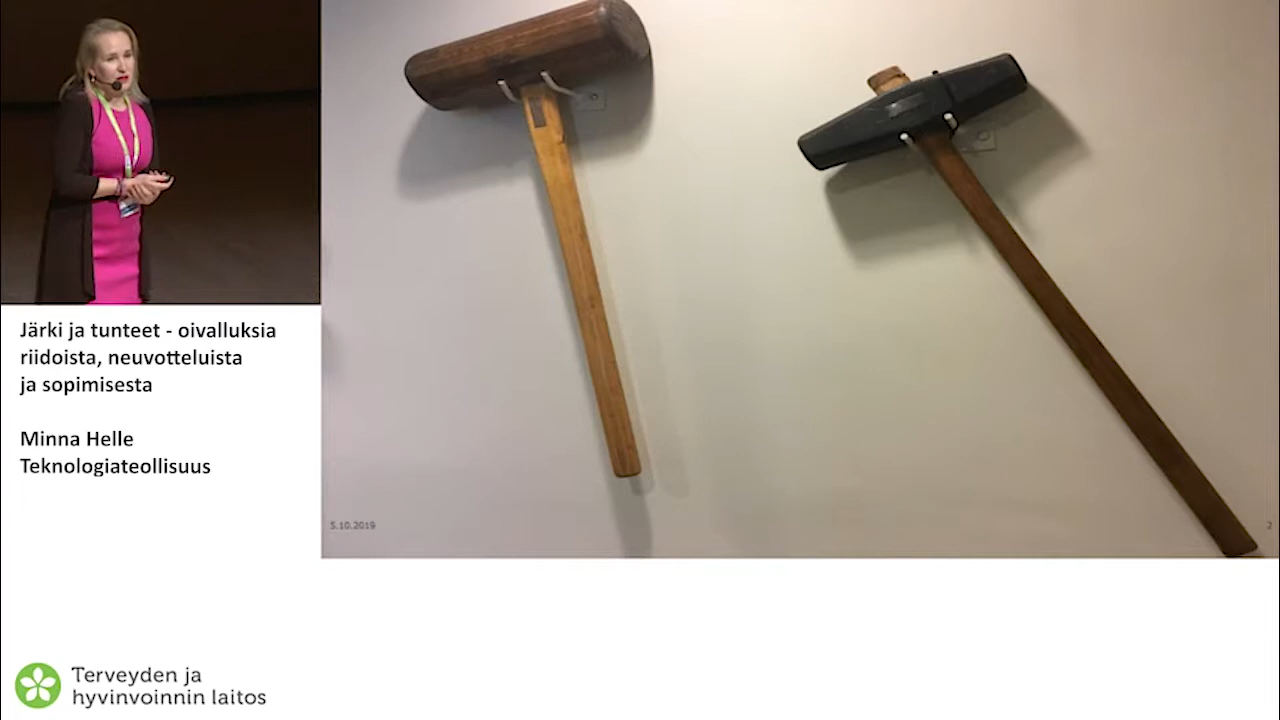 Järki ja tunteet - oivalluksia
riidoista, neuvotteluista
ja sopimisesta
Minna Helle
Teknologiateollisuus
5.10.2019
2
Terveyden ja
hyvinvoinnin laitos